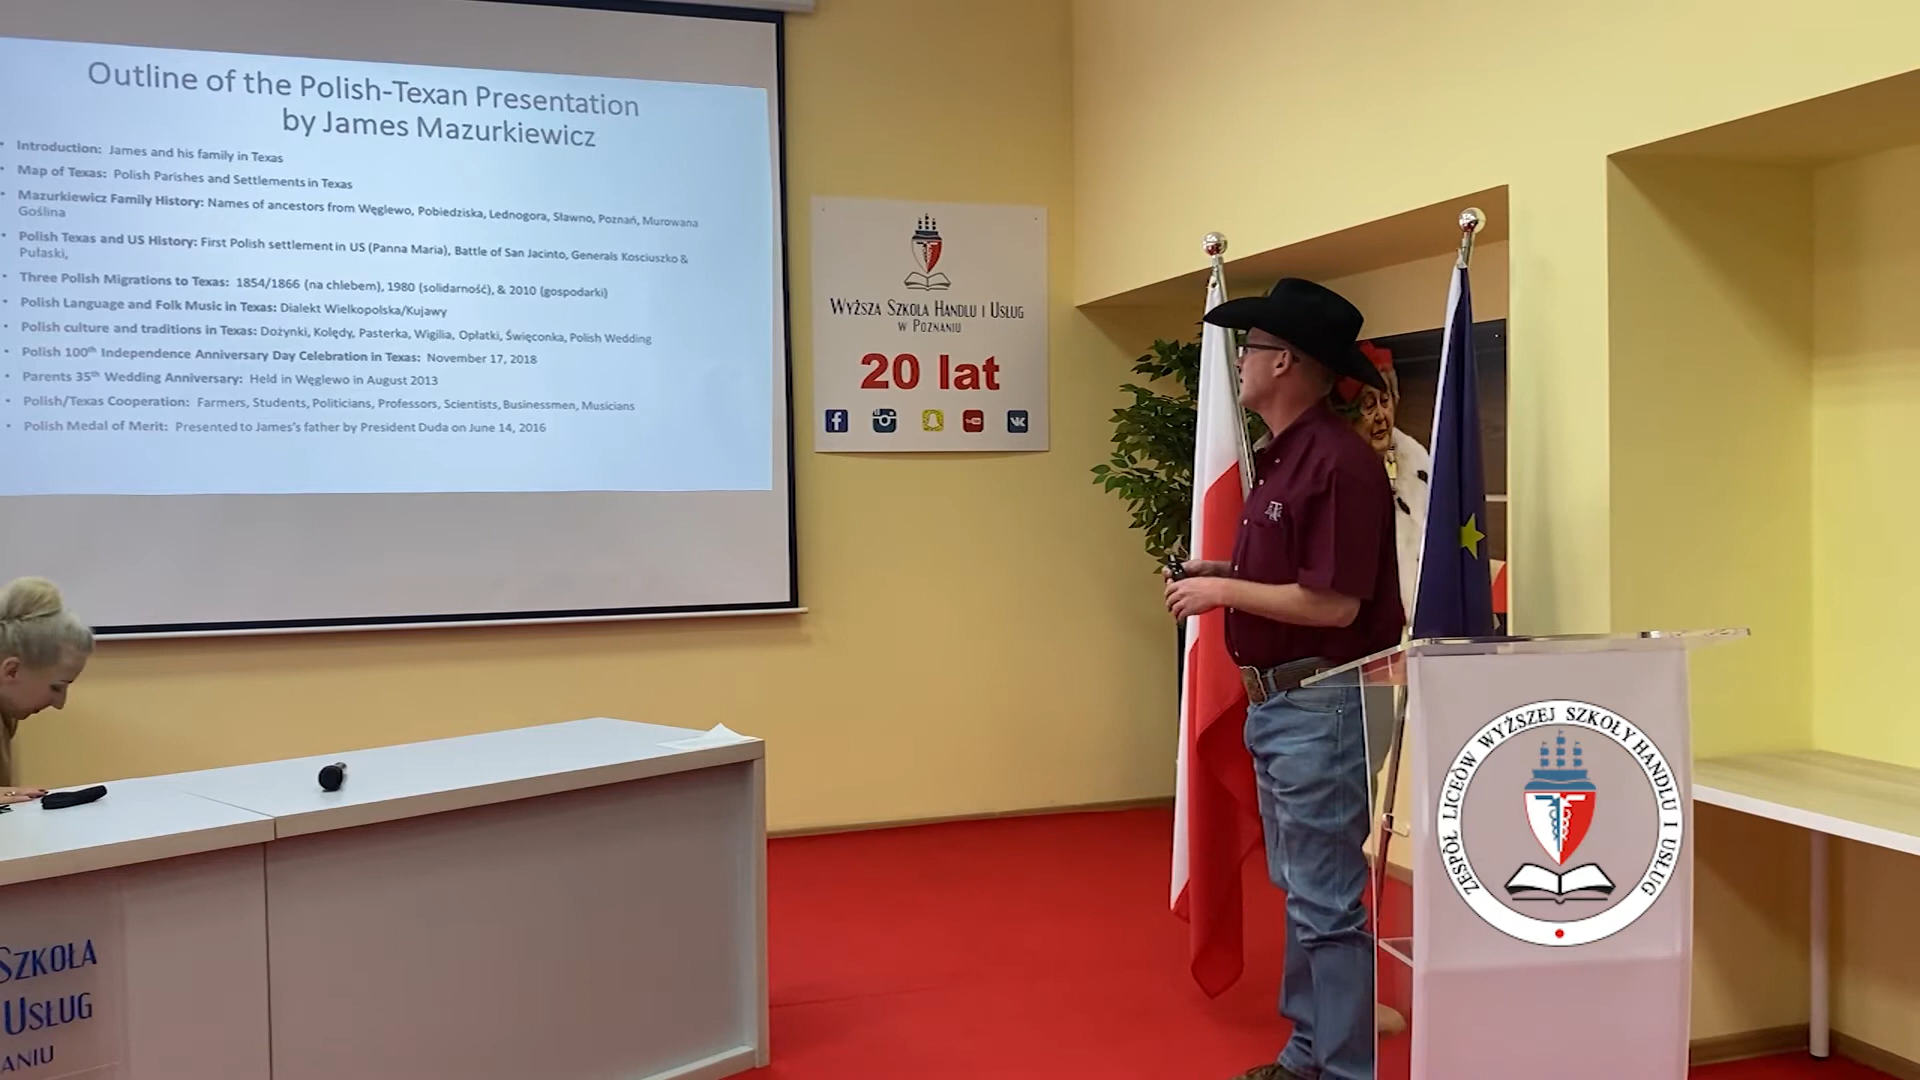 Outline of the Polish-Texan Presentation
by James Mazurkiewicz
• Introduction: James and his family in Texas
• Map of Texas: Polish Parishes and Settlements in Texas
• Mazurkiewicz Family History: Names of ancestors from Węglewo, Pobiedziska, Lednogora, Sławno, Poznań, Murowana
Goślina
• Polish Texas and US History: First Polish settlement in US (Panna Maria), Battle of San Jacinto, Generals Kosciuszko &
Pułaski,
• Three Polish Migrations to Texas: 1854/1866 (na chlebem), 1980 (solidarność), & 2010 (gospodarki)
• Polish Language and Folk Music in Texas: Dialekt Wielkopolska/Kujawy
• Polish culture and traditions in Texas: Dożynki, Kolędy, Pasterka, Wigilia, Opłatki, Święconka, Polish Wedding
• Polish 100th Independence Anniversary Day Celebration in Texas: November 17, 2018
• Parents 35th Wedding Anniversary: Held in Węglewo in August 2013
• Polish/Texas Cooperation: Farmers, Students, Politicians, Professors, Scientists, Businessmen, Musicians
• Polish Medal of Merit: Presented to James's father by President Duda on June 14, 2016
WYŻSZA SZKOŁA HANDLU I USŁUG
W POZNANIU
20 lat
ZESPÓŁ LICEÓW WYŻSZEJ SZKOŁY HANDLU I USŁUG
SZKOŁA
USŁUG
ANIU